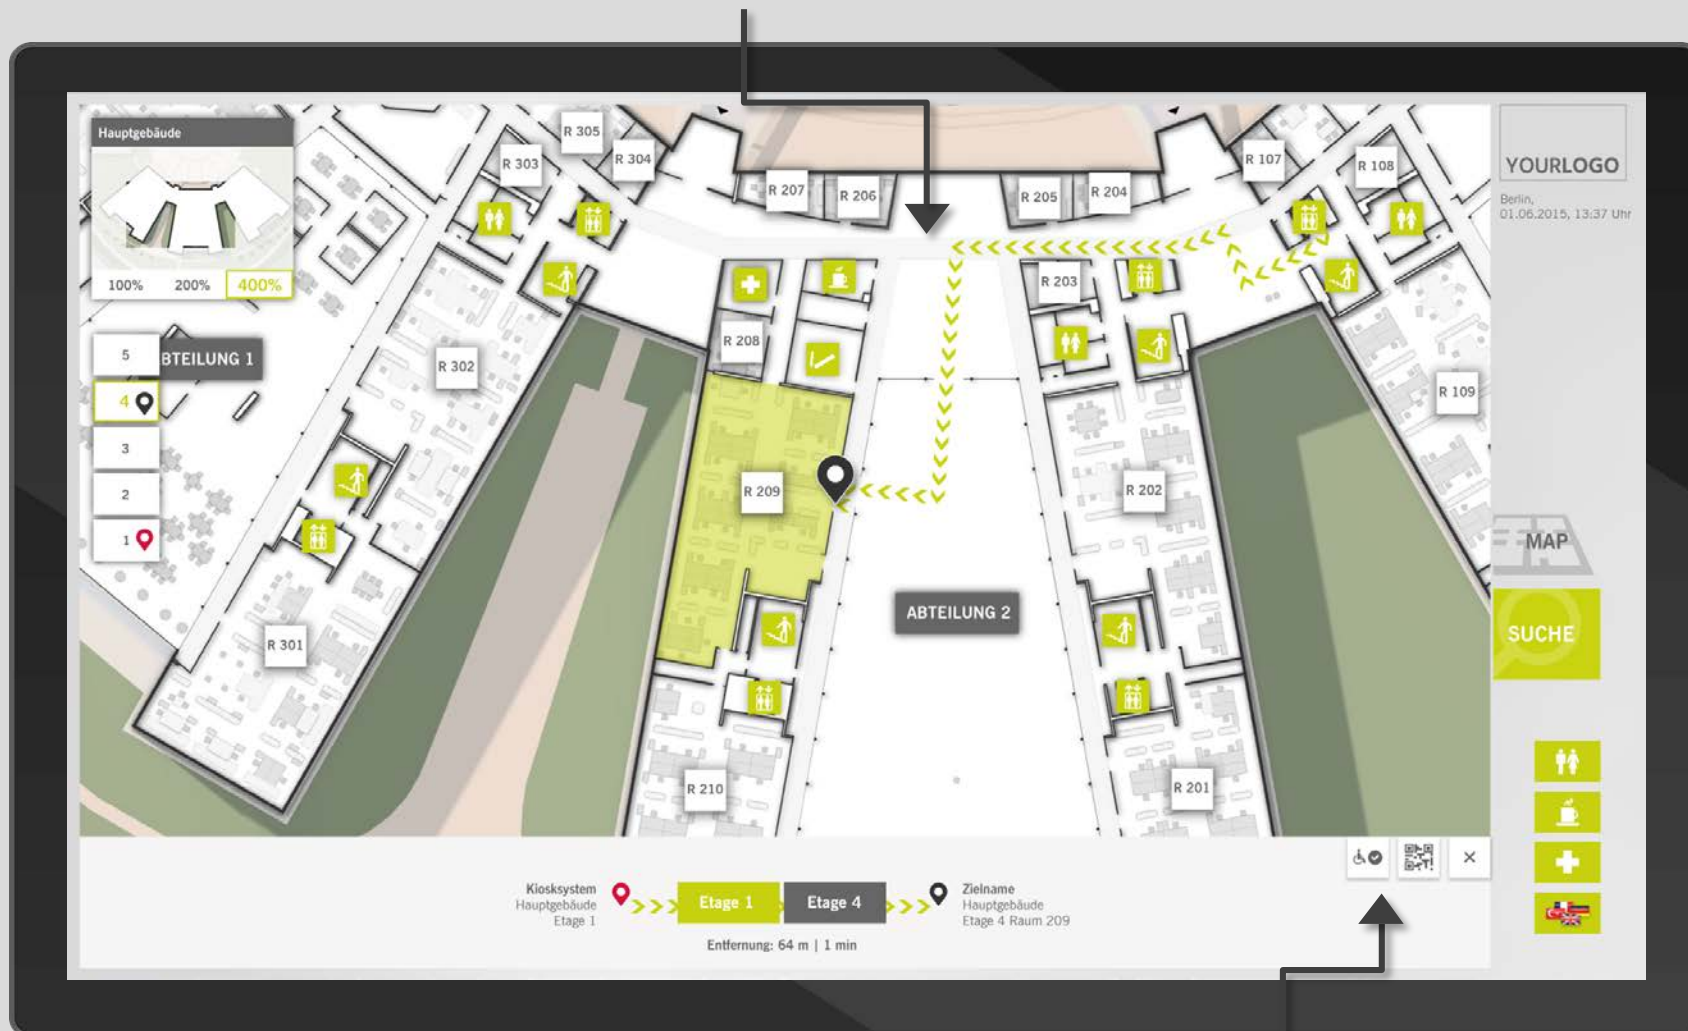 Hauptgebäude
100% 200% 400%
5
4
3
2
1
BTEILUNG 1
R 305
R 303
R 304
R 207
R 206
R 205
R 204
R 107
R 108
R 203
R 208
R 302
R 109
R 209
R 202
ABTEILUNG 2
R 301
R 210
R 201
YOURLOGO
Berlin,
01.06.2015, 13:37 Uhr
MAP
SUCHE
Kiosksystem
Hauptgebäude
Etage 1
Etage 1
Etage 4
Zielname
Hauptgebäude
Etage 4 Raum 209
Entfernung: 64 m | 1 min